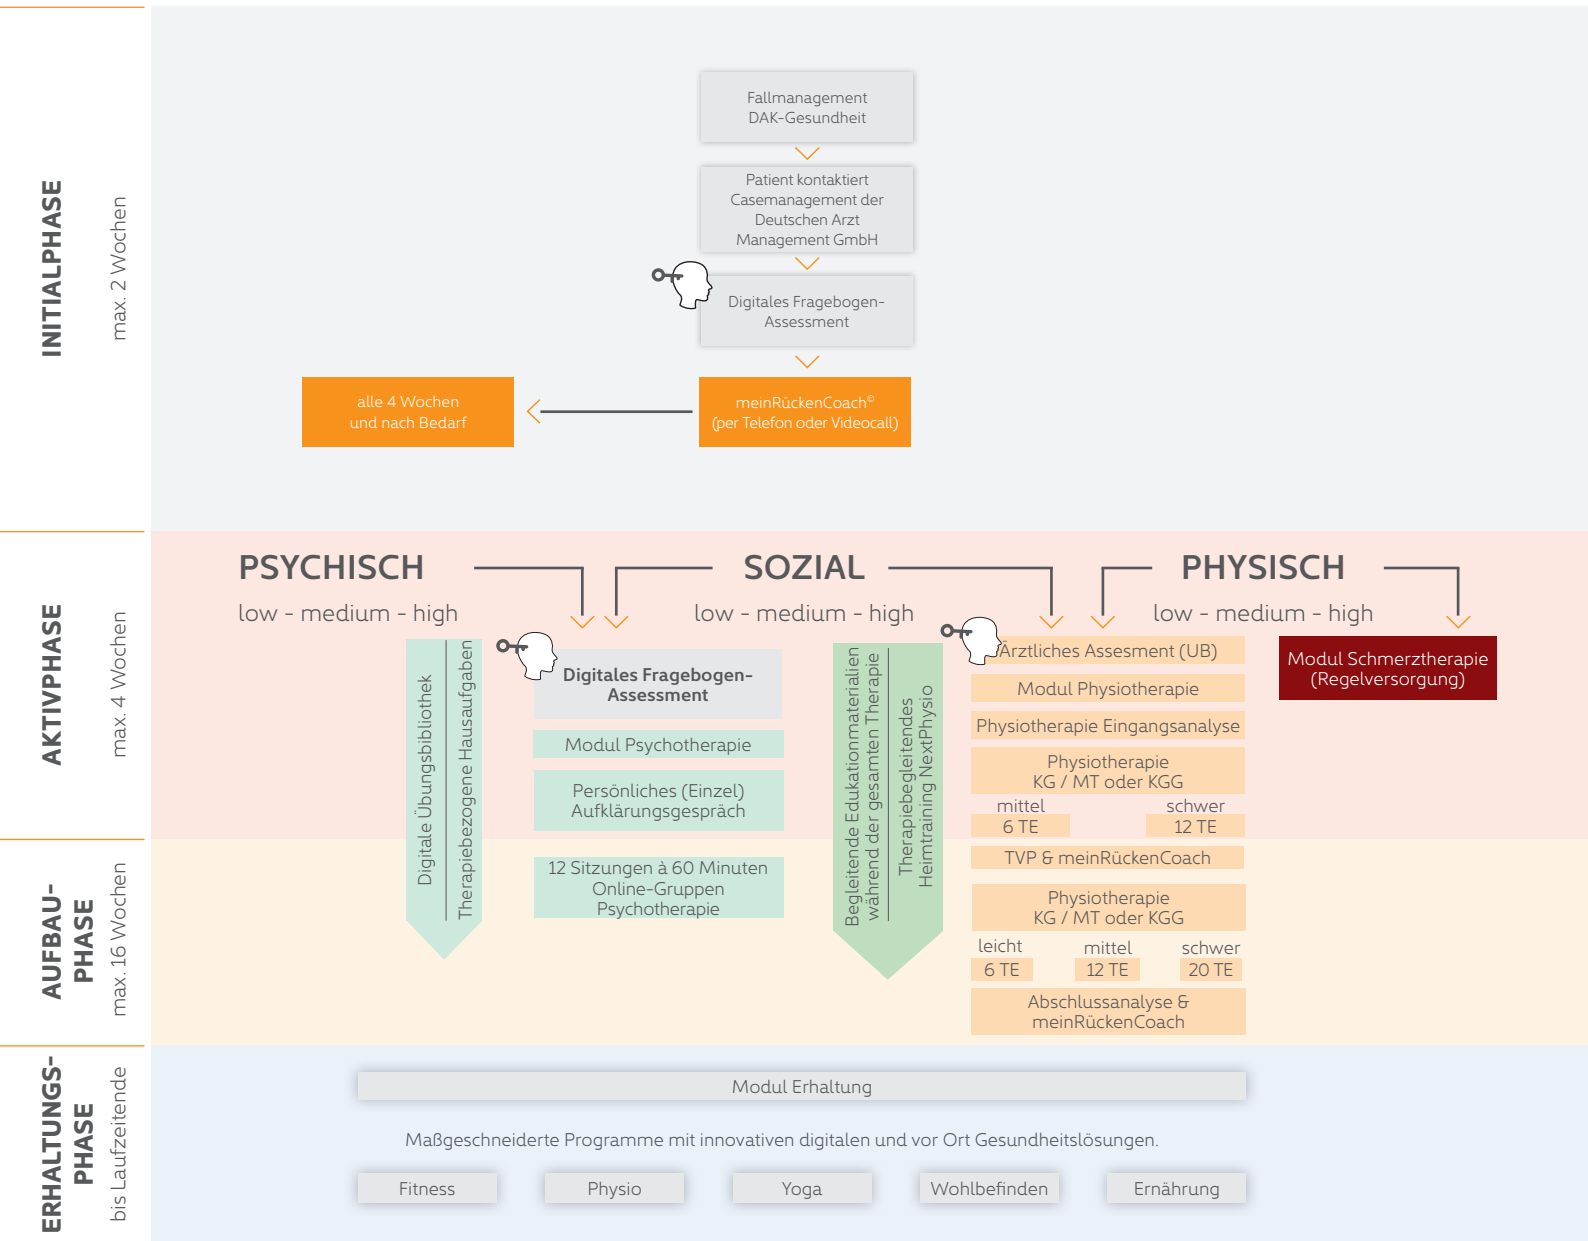 INITIALPHASE
max. 2 Wochen
Fallmanagement
DAK-Gesundheit
Patient kontaktiert
Casemanagement der
Deutschen Arzt
Management GmbH
Digitales Fragebogen-
Assessment
alle 4 Wochen
und nach Bedarf
meinRückenCoach©
(per Telefon oder Videocall)
AKTIVPHASE
max. 4 Wochen
PSYCHISCH
low - medium - high
SOZIAL
low - medium - high
PHYSISCH
low - medium - high
Digitale Übungsbibliothek
Therapiebezogene Hausaufgaben
Digitales Fragebogen-
Assessment
Modul Psychotherapie
Persönliches (Einzel)
Aufklärungsgespräch
12 Sitzungen à 60 Minuten
Online-Gruppen
Psychotherapie
Begleitende Edukationmaterialien
während der gesamten Therapie
Therapiebegleitendes
Heimtraining NextPhysio
Ärztliches Assesment (UB)
Modul Physiotherapie
Physiotherapie Eingangsanalyse
Physiotherapie
KG / MT oder KGG
mittel
schwer
6 TE
12 TE
Modul Schmerztherapie
(Regelversorgung)
AUFBAU-
PHASE
max. 16 Wochen
TVP & meinRückenCoach
Physiotherapie
KG / MT oder KGG
leicht
mittel
schwer
6 TE
12 TE
20 TE
Abschlussanalyse &
meinRückenCoach
ERHALTUNGS-
PHASE
bis Laufzeitende
Modul Erhaltung
Maßgeschneiderte Programme mit innovativen digitalen und vor Ort Gesundheitslösungen.
Fitness
Physio
Yoga
Wohlbefinden
Ernährung